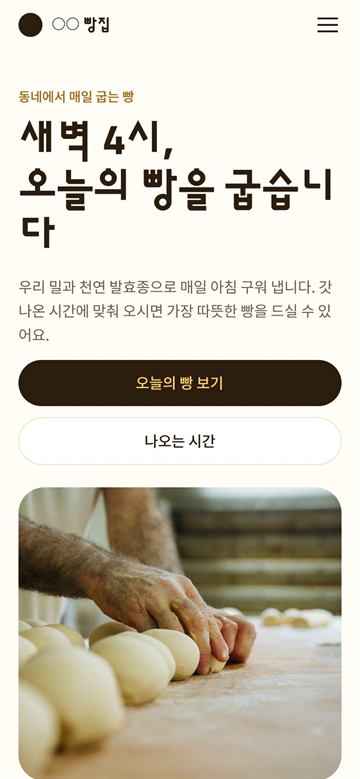 ○○ 빵집
동네에서 매일 굽는 빵
새벽 4시,
오늘의 빵을 굽습니
다
우리 밀과 천연 발효종으로 매일 아침 구워 냅니다. 갓
나온 시간에 맞춰 오시면 가장 따뜻한 빵을 드실 수 있
어요.
오늘의 빵 보기
나오는 시간